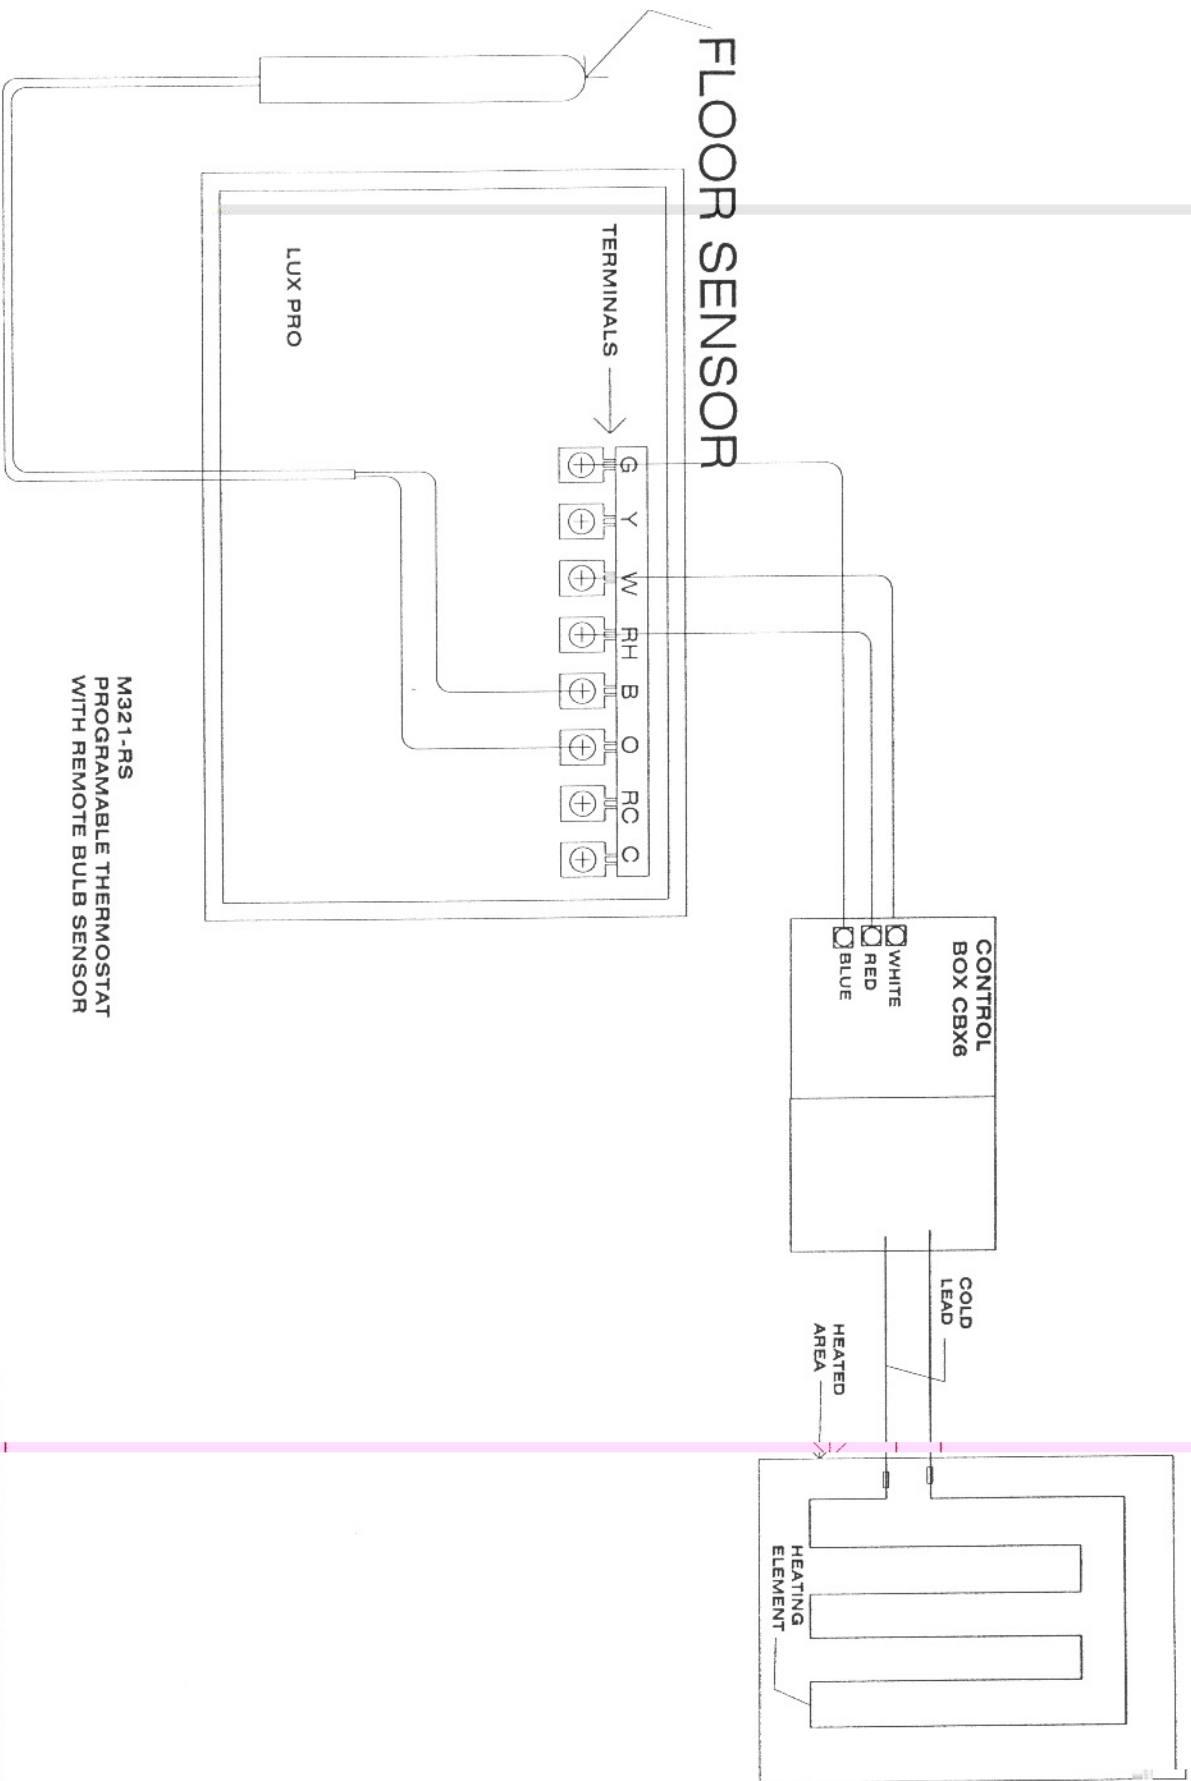 FLOOR SENSOR
TERMINALS
LUX PRO
G
Y
W
RH
B
O
RC
C
M321-RS
PROGRAMABLE THERMOSTAT
WITH REMOTE BULB SENSOR
CONTROL
BOX CBX6
WHITE
RED
BLUE
COLD
LEAD
HEATED
AREA
HEATING
ELEMENT